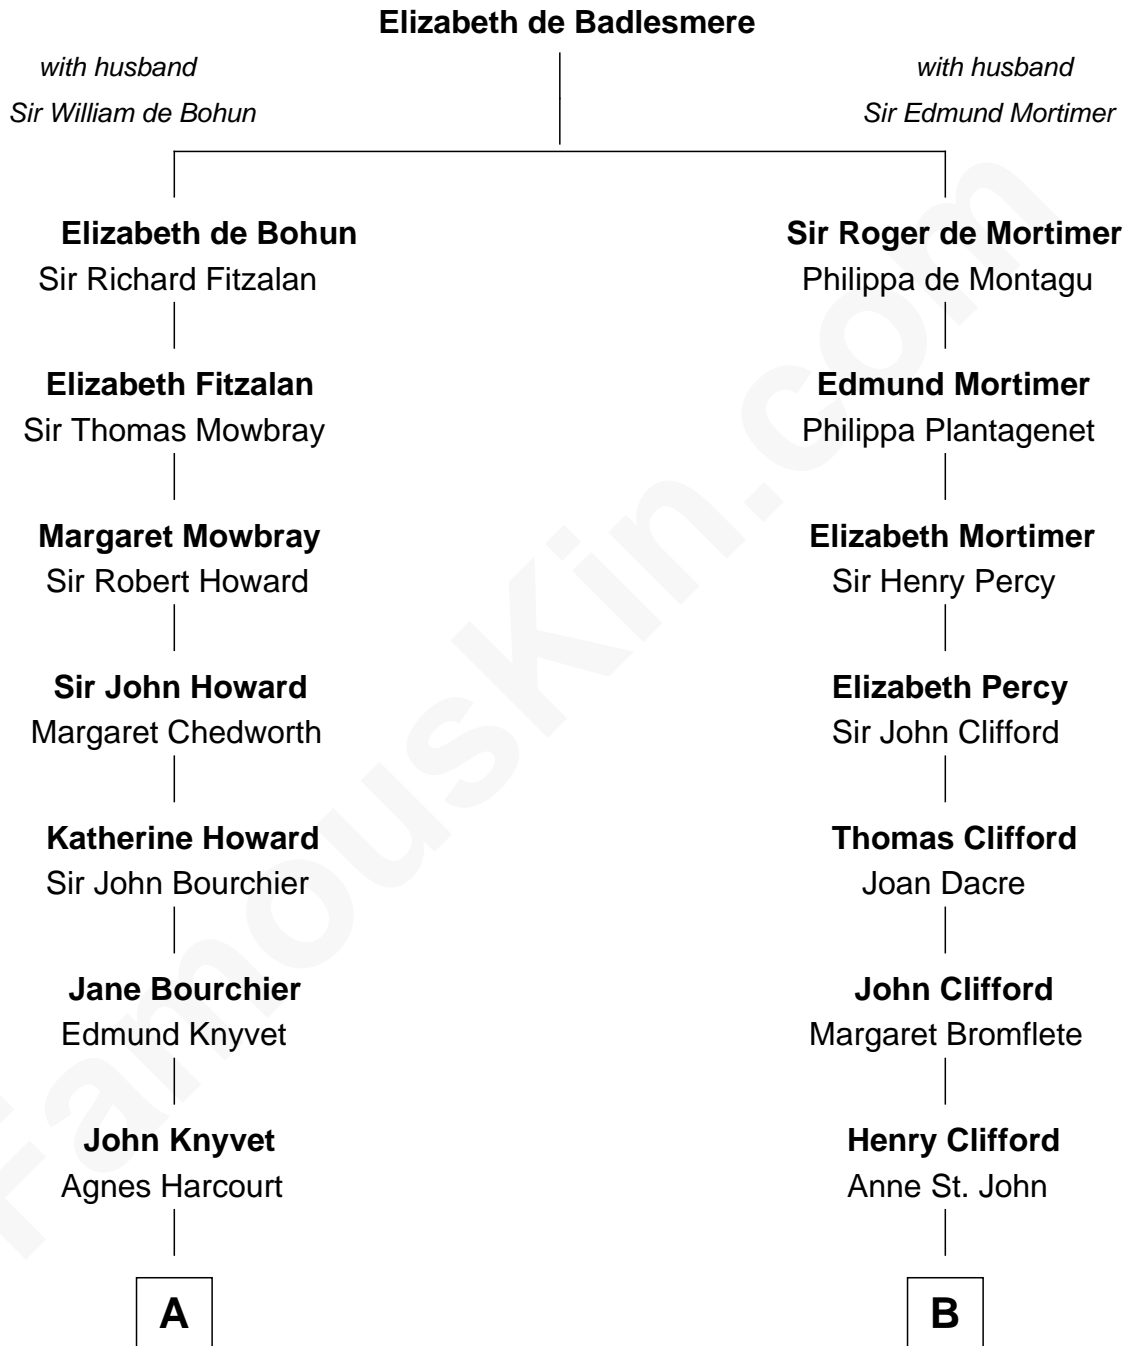 Elizabeth de Badlesmere
with husband
Sir William de Bohun
with husband
Sir Edmund Mortimer
Elizabeth de Bohun
Sir Richard Fitzalan
Sir Roger de Mortimer
Philippa de Montagu
Elizabeth Fitzalan
Sir Thomas Mowbray
Edmund Mortimer
Philippa Plantagenet
Margaret Mowbray
Sir Robert Howard
Elizabeth Mortimer
Sir Henry Percy
Sir John Howard
Margaret Chedworth
Elizabeth Percy
Sir John Clifford
Katherine Howard
Sir John Bourchier
Thomas Clifford
Joan Dacre
Jane Bourchier
Edmund Knyvet
John Clifford
Margaret Bromflete
John Knyvet
Agnes Harcourt
Henry Clifford
Anne St. John
A
B
FamousKin.com